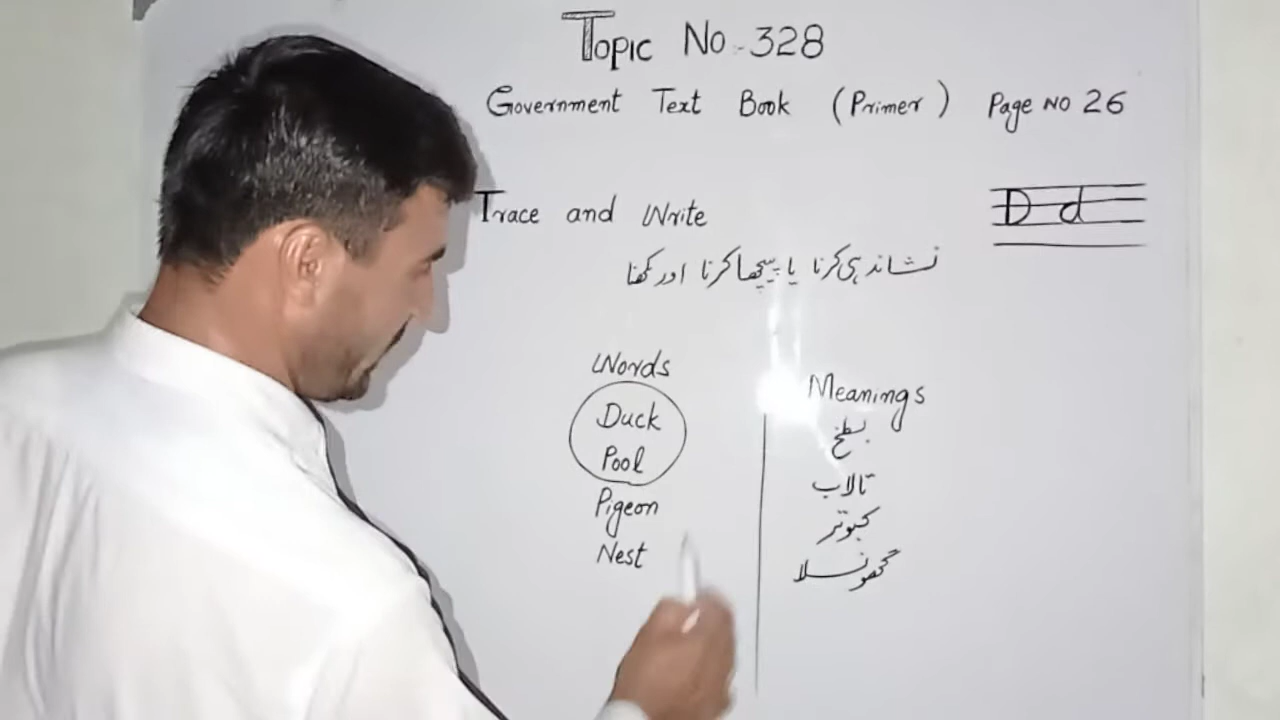 Topic No. 328
Government Text Book (Primer) Page No 26
Trace and Write
D d
نشاندہی کرنا یا پیچھا کرنا اور لکھنا
Words
Meanings
Duck
بطخ
Pool
تالاب
Pigeon
کبوتر
Nest
گھونسلا